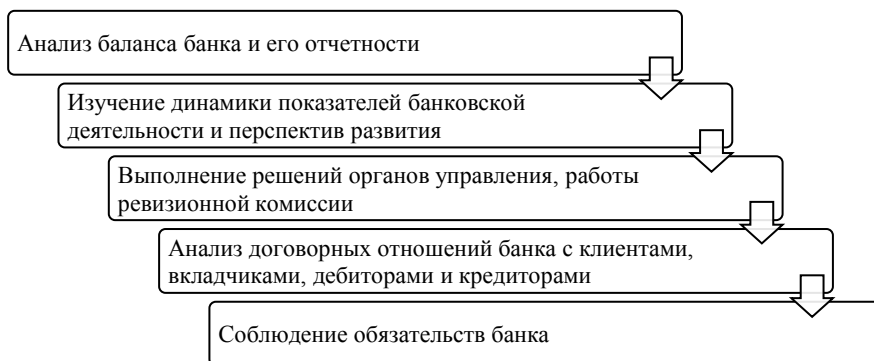 Анализ баланса банка и его отчетности
Изучение динамики показателей банковской
деятельности и перспектив развития
Выполнение решений органов управления, работы
ревизионной комиссии
Анализ договорных отношений банка с клиентами,
вкладчиками, дебиторами и кредиторами
Соблюдение обязательств банка